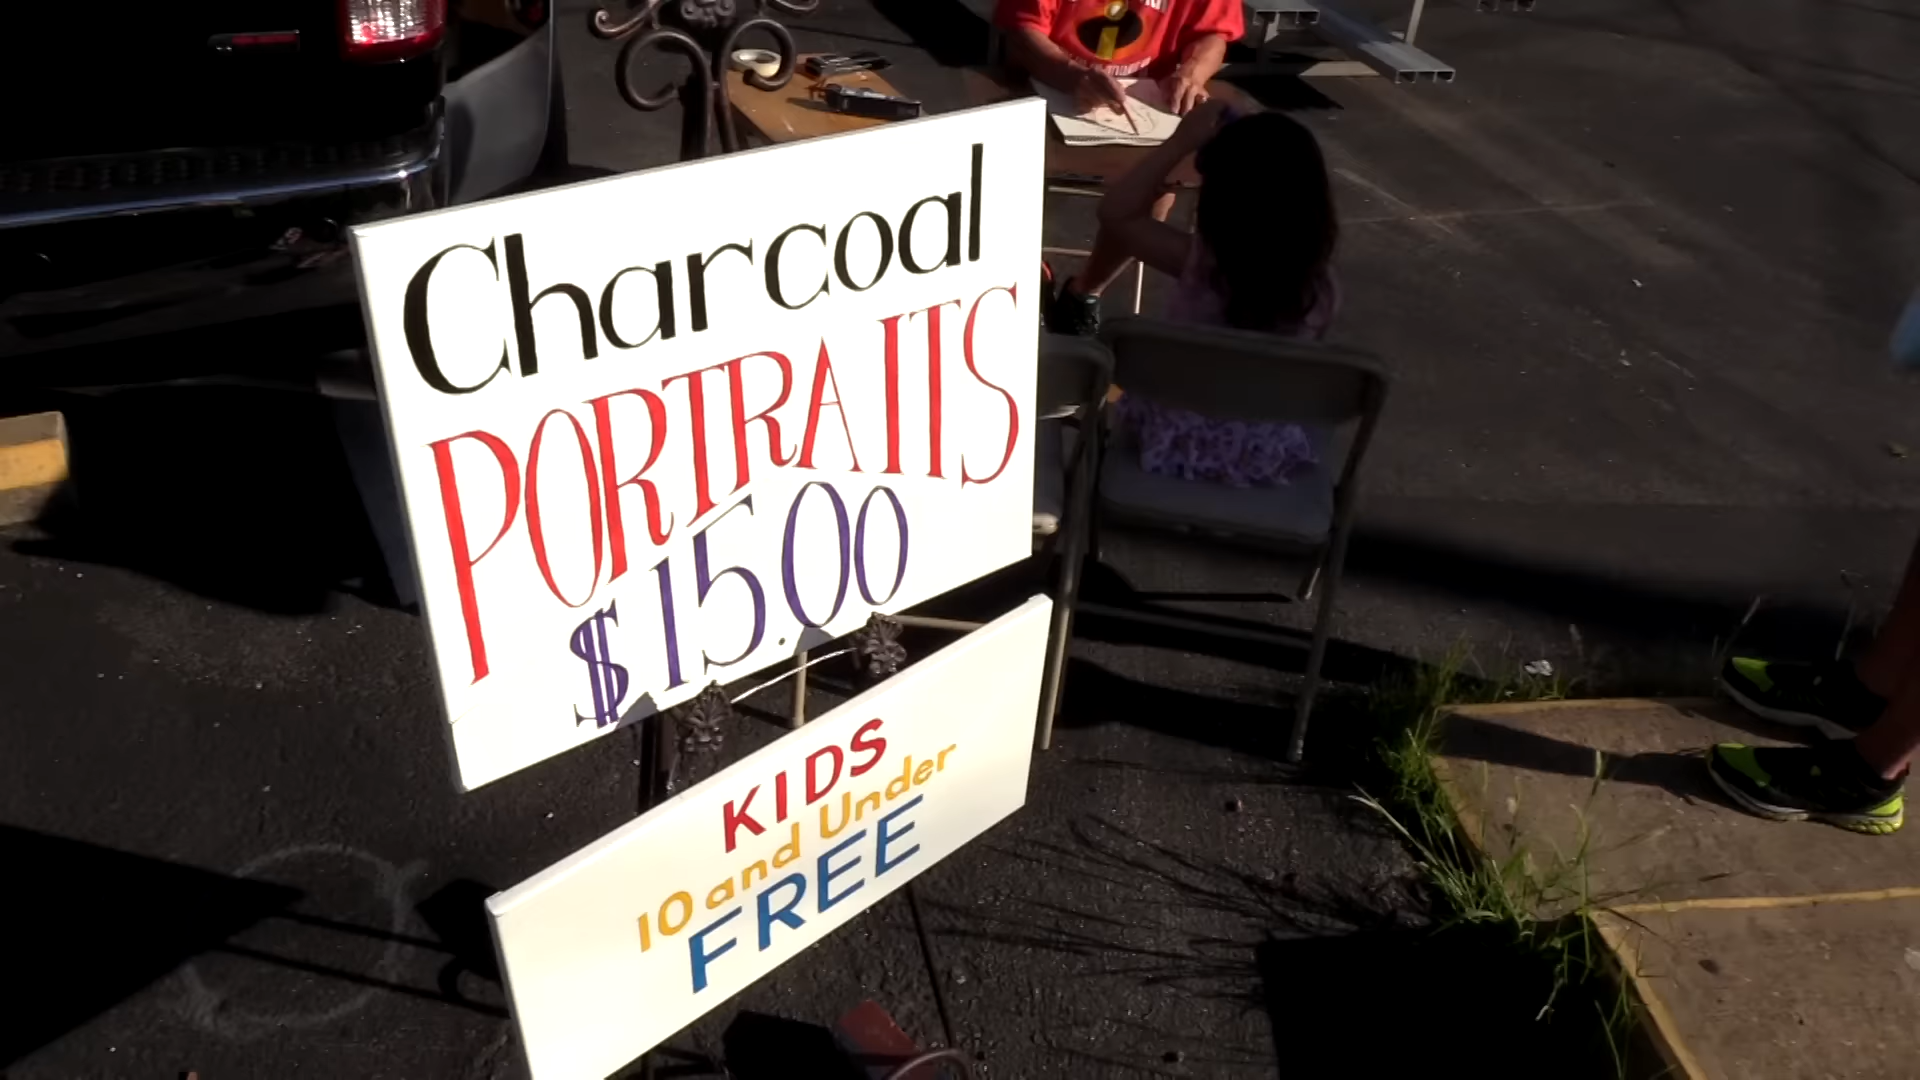 Charcoal
PORTRAITS
$15.00
KIDS
10 and Under
FREE